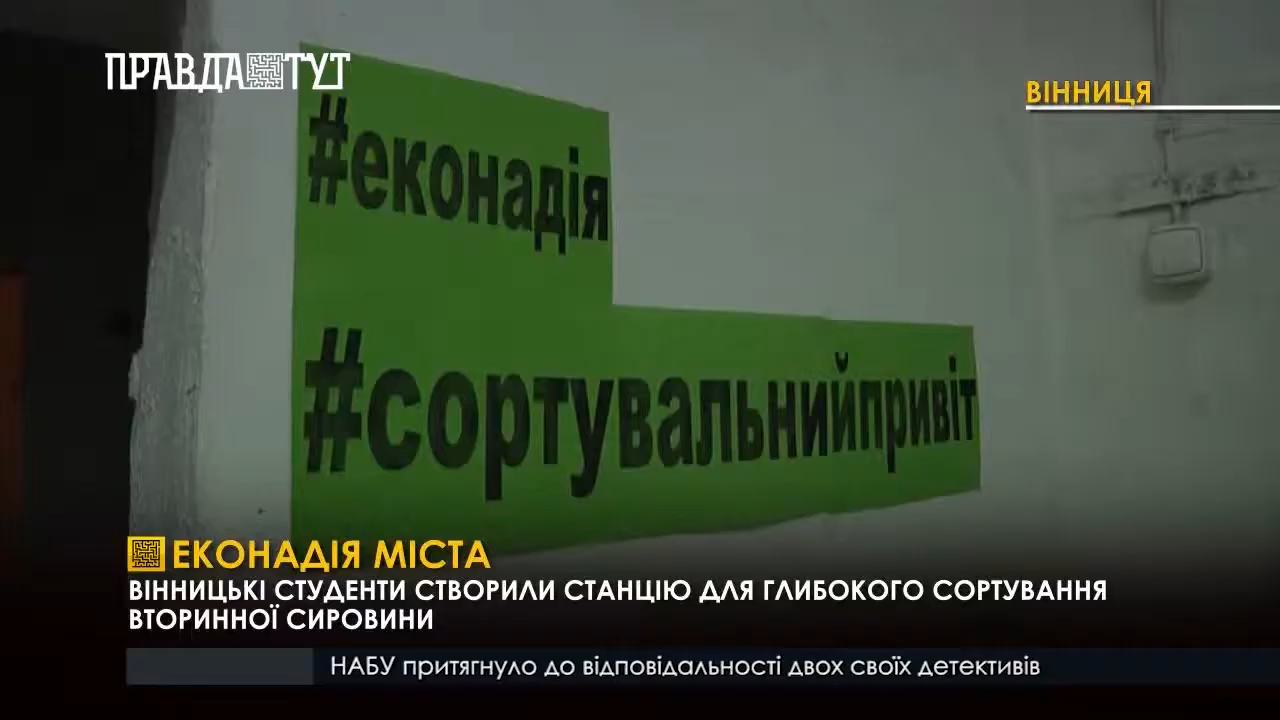 ПРАВДА ТУТ
ВІННИЦЯ
#еконадія
#сортувальнийпривіт
ЕКОНАДІЯ МІСТА
ВІННИЦЬКІ СТУДЕНТИ СТВОРИЛИ СТАНЦІЮ ДЛЯ ГЛИБОКОГО СОРТУВАННЯ
ВТОРИННОЇ СИРОВИНИ
НАБУ притягнуло до відповідальності двох своїх детективів